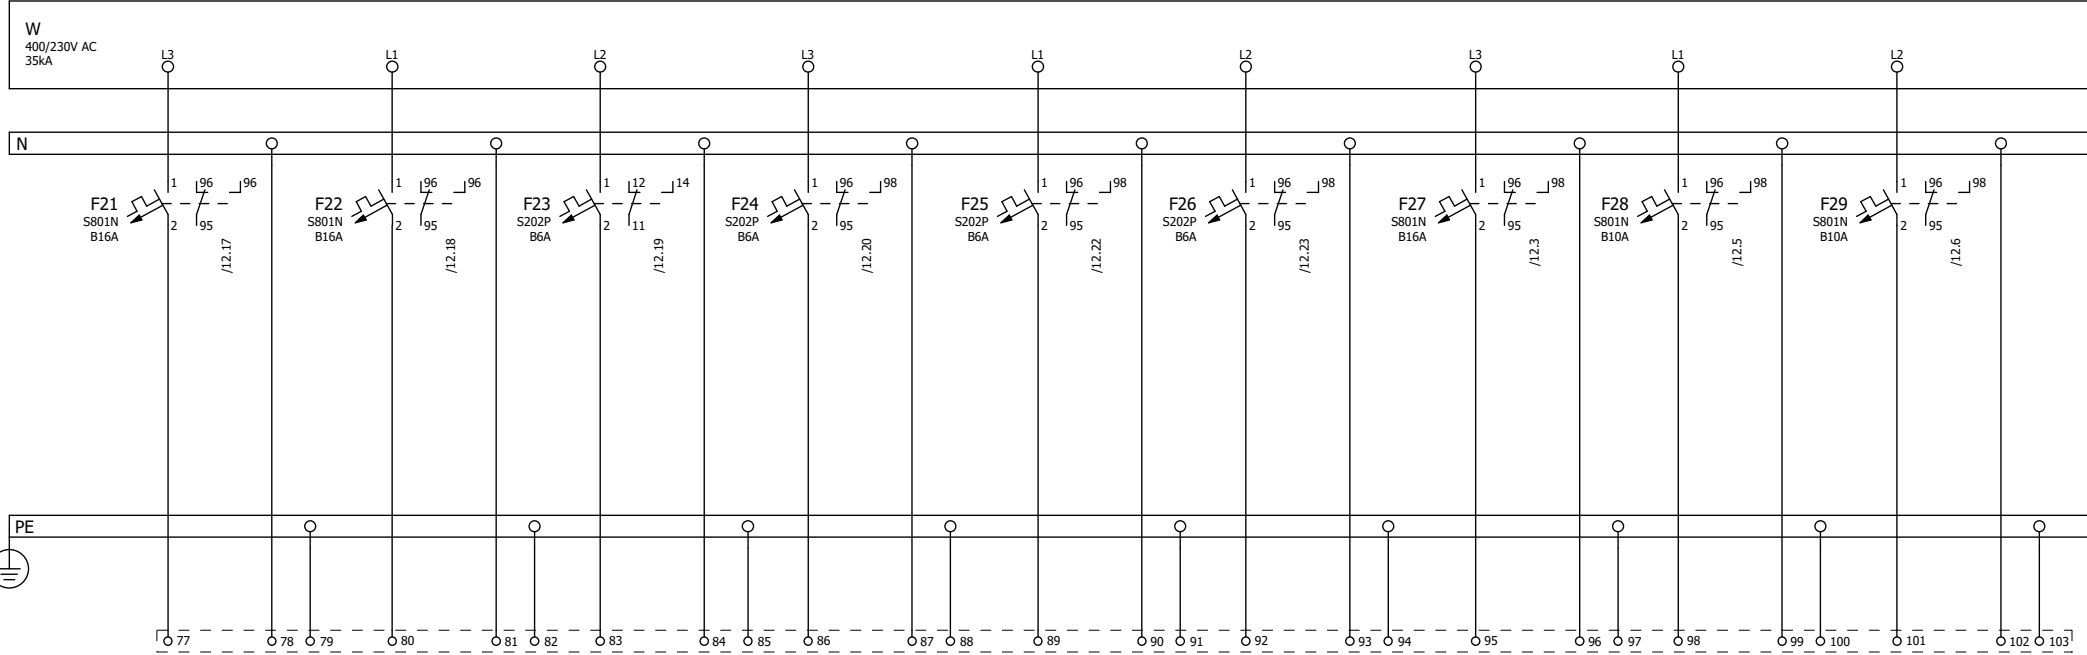 W
400/230V AC
35kA
L3 L1 L2 L3 L1 L2 L3 L1 L2
N
1 96 96 1 96 96 1 12 14 1 96 98 1 96 98 1 96 98 1 96 98 1 96 98 1 96 98
F21 F22 F23 F24 F25 F26 F27 F28 F29
S801N S801N S202P S202P S202P S202P S801N S801N S801N
2 95 2 95 2 11 2 95 2 95 2 95 2 95 2 95 2 95
B16A B16A B6A B6A B6A B6A B16A B10A B10A
/12.17 /12.18 /12.19 /12.20 /12.22 /12.23 /12.3 /12.5 /12.6
PE
77 78 79 80 81 82 83 84 85 86 87 88 89 90 91 92 93 94 95 96 97 98 99 100 101 102 103